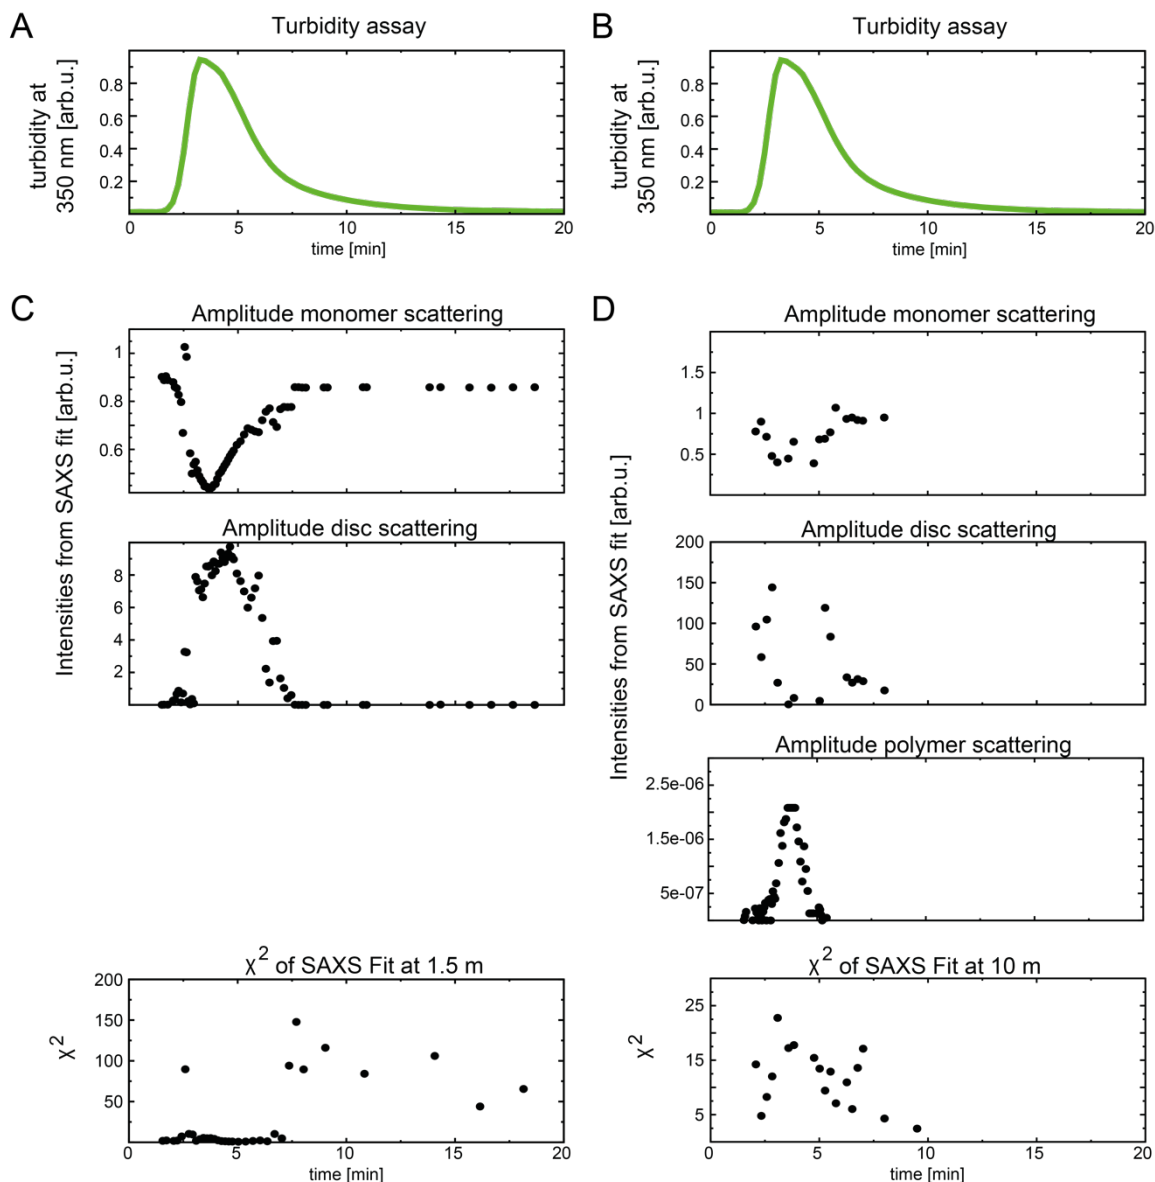 A
Turbidity assay
turbidity at
350 nm [arb.u.]
0.8
0.6
0.4
0.2
0
5
10
15
20
time [min]
B
Turbidity assay
turbidity at
350 nm [arb.u.]
0.8
0.6
0.4
0.2
0
5
10
15
20
time [min]
C
Amplitude monomer scattering
Intensities from SAXS fit [arb.u.]
1
0.8
0.6
Amplitude disc scattering
8
6
4
2
χ² of SAXS Fit at 1.5 m
χ²
200
150
100
50
0
5
10
15
20
time [min]
D
Amplitude monomer scattering
Intensities from SAXS fit [arb.u.]
1.5
1
0.5
Amplitude disc scattering
200
150
100
50
0
Amplitude polymer scattering
2.5e-06
1.5e-06
5e-07
0
5
10
15
20
χ² of SAXS Fit at 10 m
χ²
25
15
5
0
5
10
15
20
time [min]